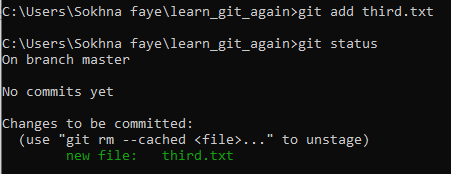 C:\Users\Sokhna faye\learn_git_again>git add third.txt
C:\Users\Sokhna faye\learn_git_again>git status
On branch master
No commits yet
Changes to be committed:
  (use "git rm --cached <file>..." to unstage)
        new file:   third.txt